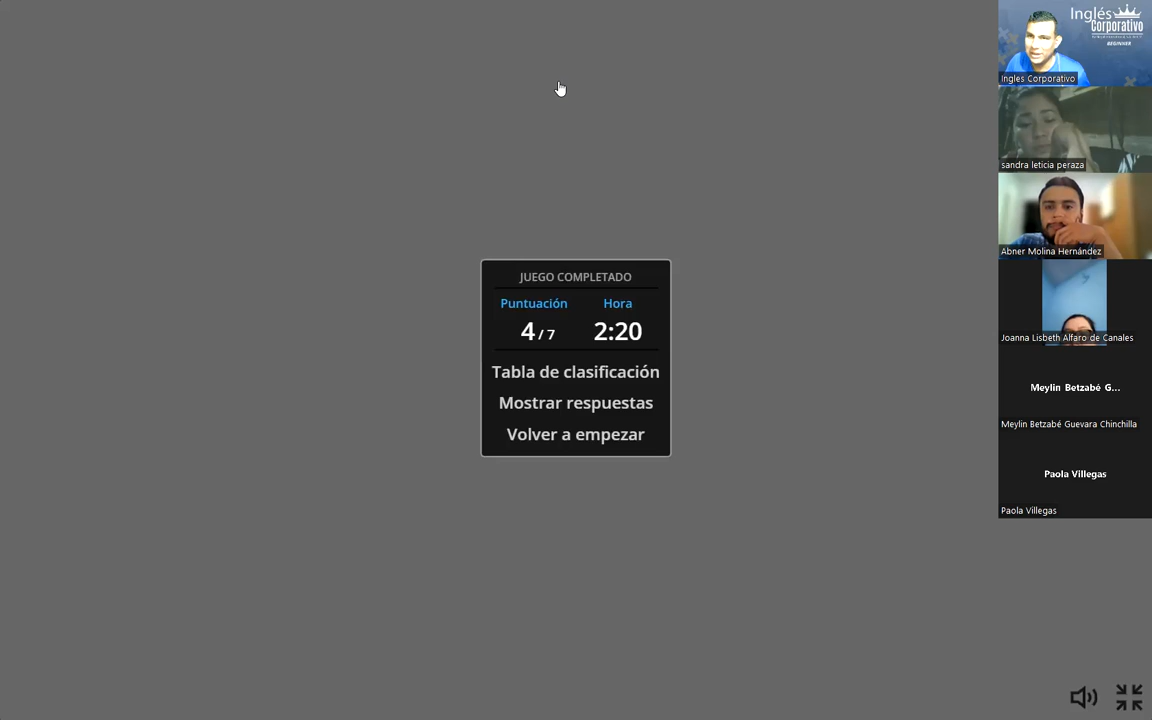 JUEGO COMPLETADO
Puntuación Hora
4 / 7 2:20
Tabla de clasificación
Mostrar respuestas
Volver a empezar
Inglés
Corporativo
BEGINNER
Ingles Corporativo
sandra leticia peraza
Abner Molina Hernández
Joanna Lisbeth Alfaro de Canales
Meylin Betzabé G...
Meylin Betzabé Guevara Chinchilla
Paola Villegas
Paola Villegas